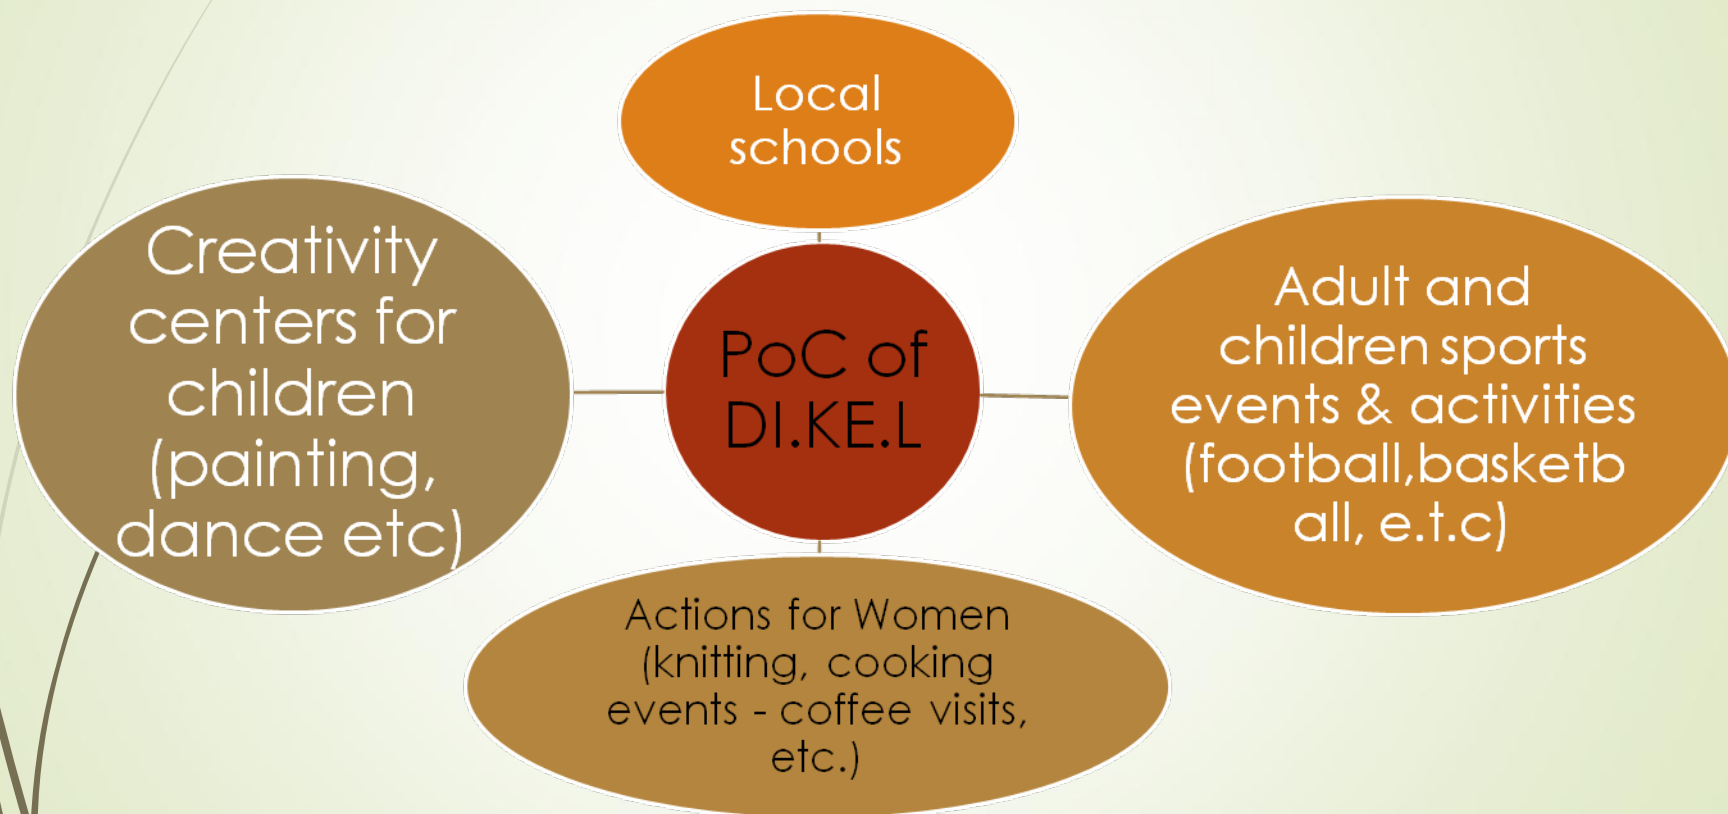 Local
schools
Creativity
centers for
children
(painting,
dance etc)
PoC of
DI.KE.L
Adult and
children sports
events & activities
(football,basketb
all, e.t.c)
Actions for Women
(knitting, cooking
events - coffee visits,
etc.)